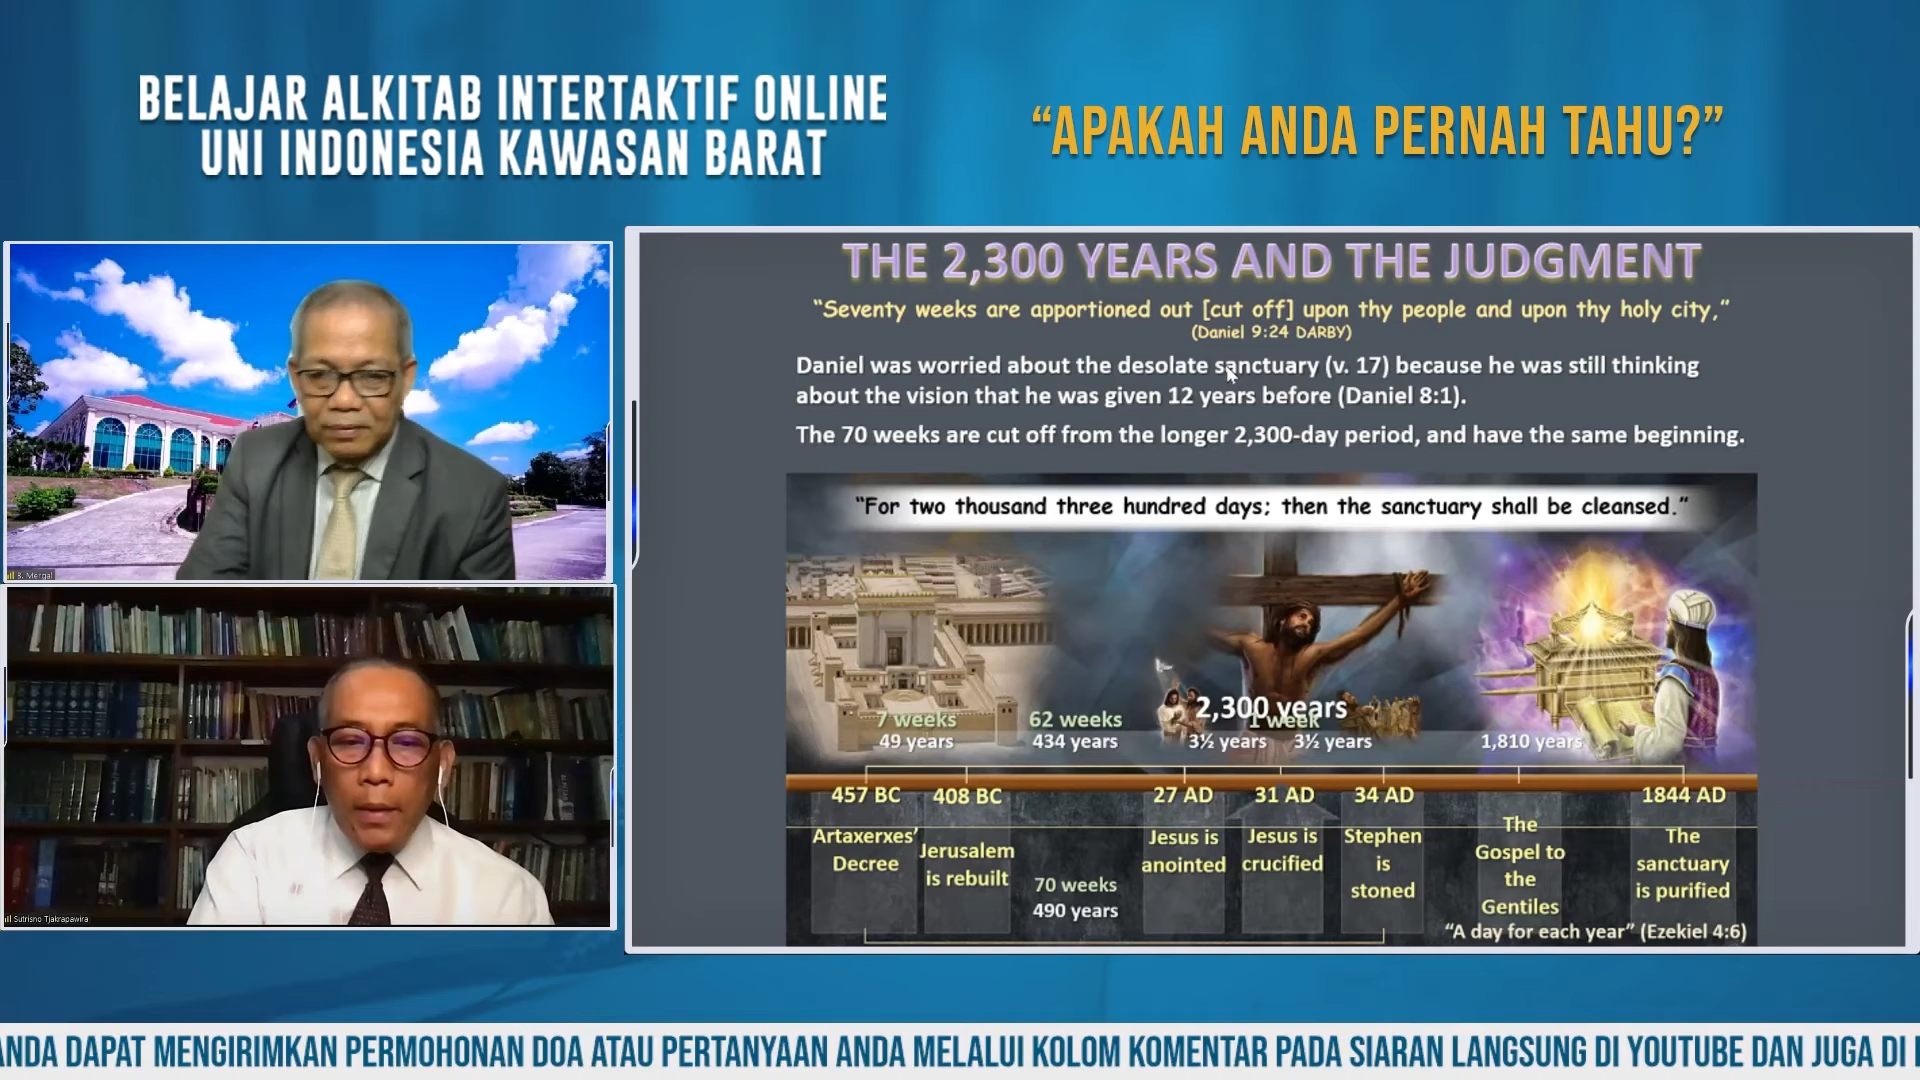 BELAJAR ALKITAB INTERTAKTIF ONLINE
UNI INDONESIA KAWASAN BARAT
“APAKAH ANDA PERNAH TAHU?”
B. Mergal
Sutrisno Tjakrapawira
THE 2,300 YEARS AND THE JUDGMENT
“Seventy weeks are apportioned out [cut off] upon thy people and upon thy holy city,”
(Daniel 9:24 DARBY)
Daniel was worried about the desolate sanctuary (v. 17) because he was still thinking
about the vision that he was given 12 years before (Daniel 8:1).
The 70 weeks are cut off from the longer 2,300-day period, and have the same beginning.
“For two thousand three hundred days; then the sanctuary shall be cleansed.”
2,300 years
7 weeks
49 years
62 weeks
434 years
1 week
3½ years
3½ years
1,810 years
457 BC
408 BC
27 AD
31 AD
34 AD
1844 AD
Artaxerxes’
Decree
Jerusalem
is rebuilt
70 weeks
490 years
Jesus is
anointed
Jesus is
crucified
Stephen
is
stoned
The
Gospel to
the
Gentiles
The
sanctuary
is purified
“A day for each year” (Ezekiel 4:6)
ANDA DAPAT MENGIRIMKAN PERMOHONAN DOA ATAU PERTANYAAN ANDA MELALUI KOLOM KOMENTAR PADA SIARAN LANGSUNG DI YOUTUBE DAN JUGA DI